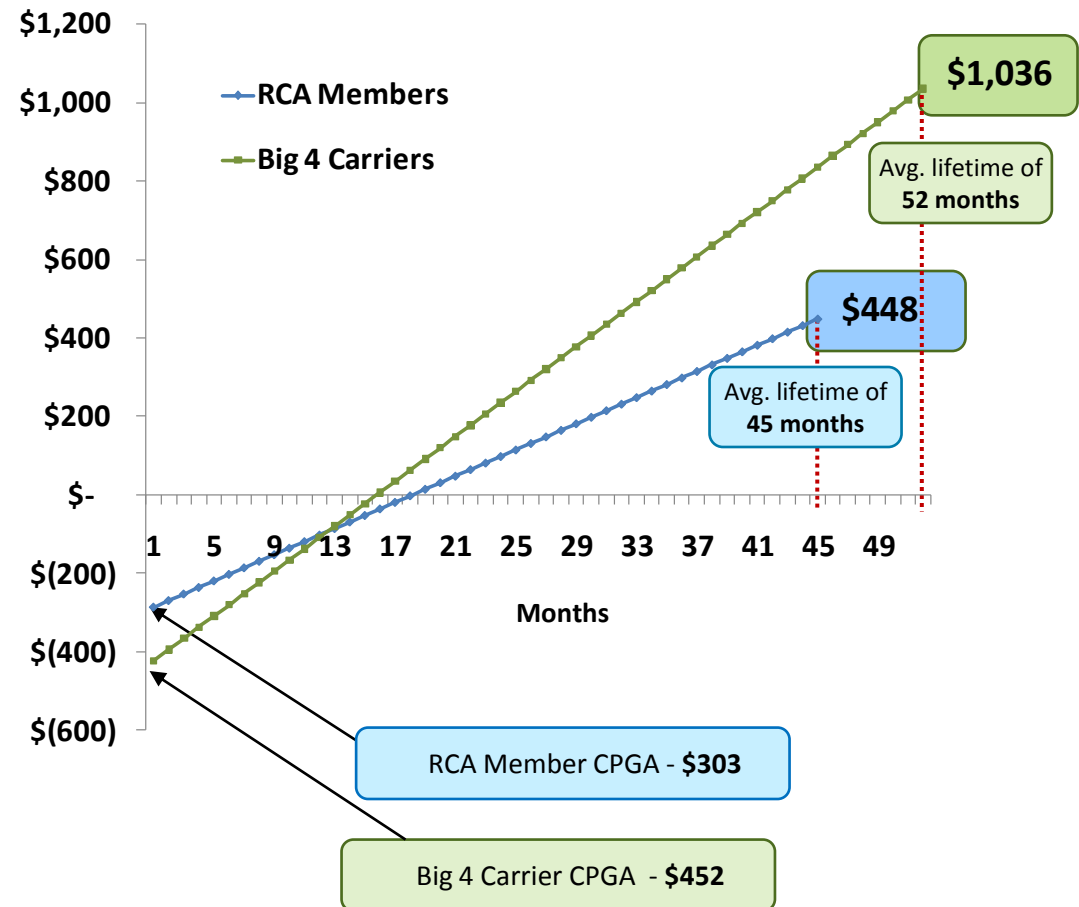 $1,200
$1,000
$800
$600
$400
$200
$-
$(200)
$(400)
$(600)
RCA Members
Big 4 Carriers
$1,036
Avg. lifetime of
52 months
$448
Avg. lifetime of
45 months
1 5 9 13 17 21 25 29 33 37 41 45 49
Months
RCA Member CPGA - $303
Big 4 Carrier CPGA - $452